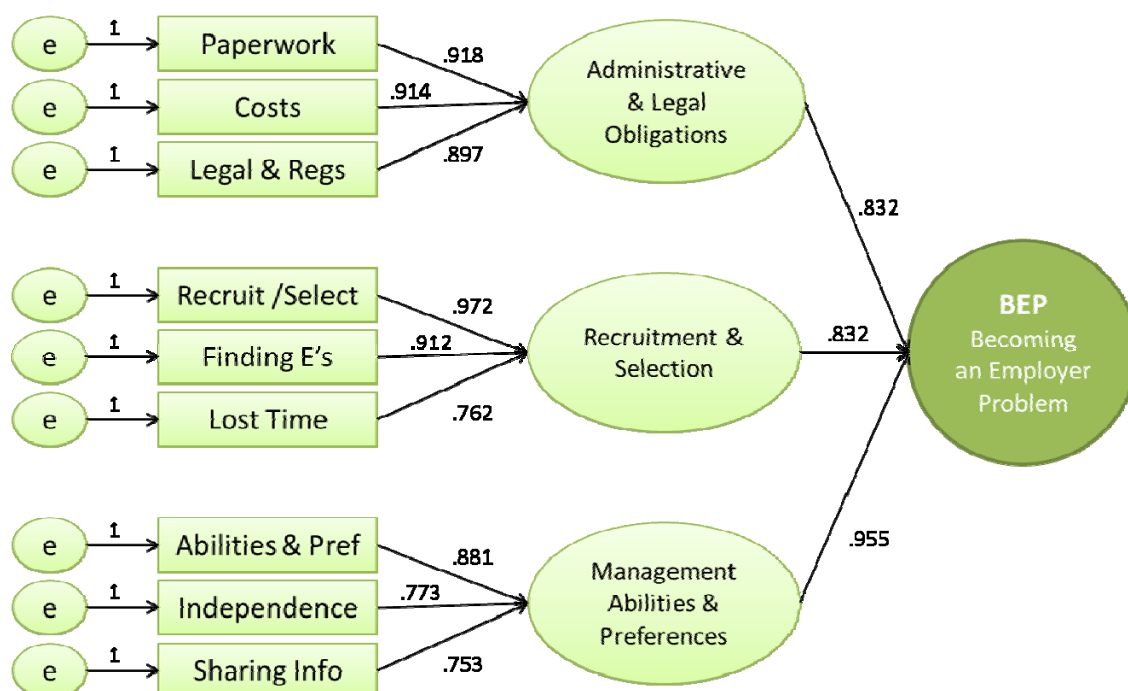 e
1
Paperwork
.918
e
1
Costs
.914
e
1
Legal & Regs
.897
Administrative
& Legal
Obligations
.832
e
1
Recruit /Select
.972
e
1
Finding E's
.912
e
1
Lost Time
.762
Recruitment &
Selection
.832
BEP
Becoming
an Employer
Problem
e
1
Abilities & Pref
.881
e
1
Independence
.773
e
1
Sharing Info
.753
Management
Abilities &
Preferences
.955